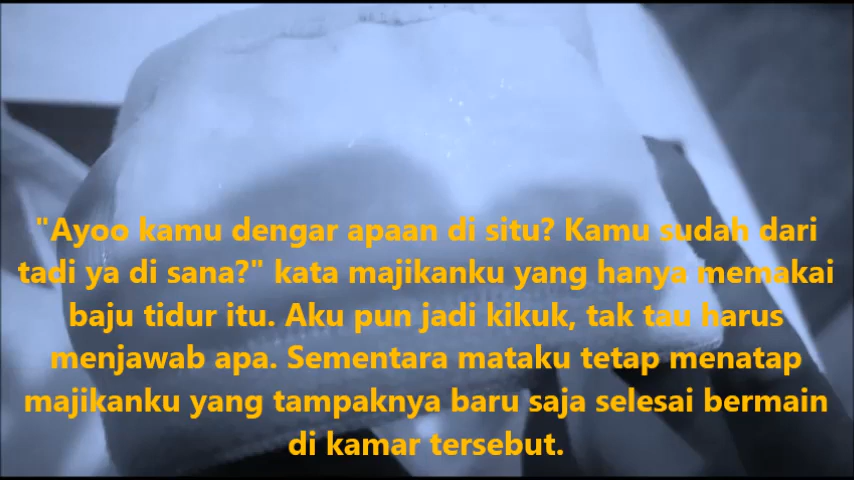 "Ayoo kamu dengar apaan di situ? Kamu sudah dari
tadi ya di sana?" kata majikanku yang hanya memakai
baju tidur itu. Aku pun jadi kikuk, tak tau harus
menjawab apa. Sementara mataku tetap menatap
majikanku yang tampaknya baru saja selesai bermain
di kamar tersebut.